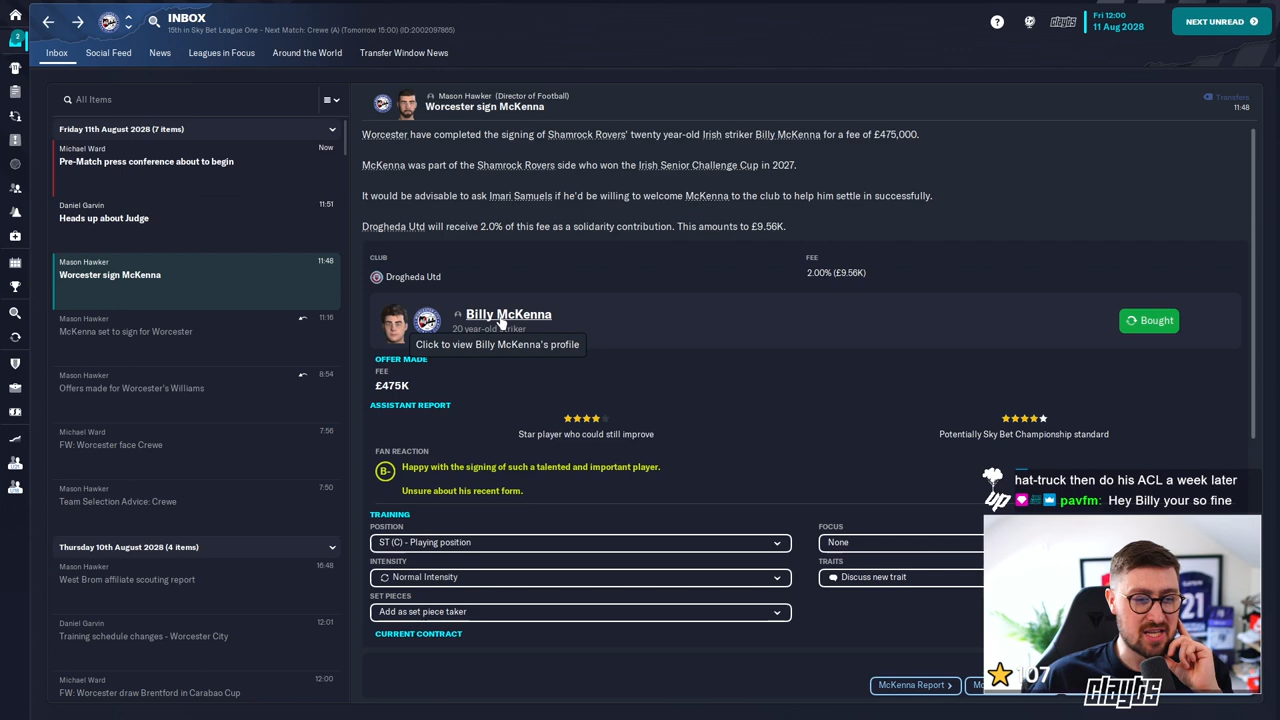 INBOX
15th in Sky Bet League One - Next Match: Crewe (A) (Tomorrow 15:00) (ID:2002097865)
Fri 12:00
11 Aug 2028
NEXT UNREAD
2
Inbox
Social Feed
News
Leagues in Focus
Around the World
Transfer Window News
All Items
Friday 11th August 2028 (7 items)
Michael Ward
Now
Pre-Match press conference about to begin
Daniel Garvin
11:51
Heads up about Judge
Mason Hawker
11:48
Worcester sign McKenna
Mason Hawker
11:16
McKenna set to sign for Worcester
Mason Hawker
8:54
Offers made for Worcester's Williams
Michael Ward
7:56
FW: Worcester face Crewe
Mason Hawker
7:50
Team Selection Advice: Crewe
Thursday 10th August 2028 (4 items)
Mason Hawker
16:48
West Brom affiliate scouting report
Daniel Garvin
12:01
Training schedule changes - Worcester City
Michael Ward
12:00
FW: Worcester draw Brentford in Carabao Cup
Mason Hawker (Director of Football)
Worcester sign McKenna
Transfers
11:48
Worcester have completed the signing of Shamrock Rovers' twenty year-old Irish striker Billy McKenna for a fee of £475,000.
McKenna was part of the Shamrock Rovers side who won the Irish Senior Challenge Cup in 2027.
It would be advisable to ask Imari Samuels if he'd be willing to welcome McKenna to the club to help him settle in successfully.
Drogheda Utd will receive 2.0% of this fee as a solidarity contribution. This amounts to £9.56K.
CLUB
FEE
Drogheda Utd
2.00% (£9.56K)
Billy McKenna
20 year-old striker
Bought
Click to view Billy McKenna's profile
OFFER MADE
FEE
£475K
ASSISTANT REPORT
Star player who could still improve
Potentially Sky Bet Championship standard
FAN REACTION
B-
Happy with the signing of such a talented and important player.
Unsure about his recent form.
TRAINING
POSITION
ST (C) - Playing position
FOCUS
None
INTENSITY
Normal Intensity
TRAITS
Discuss new trait
SET PIECES
Add as set piece taker
CURRENT CONTRACT
McKenna Report
hat-truck then do his ACL a week later
UP
pavfm: Hey Billy your so fine
21
107
clayts